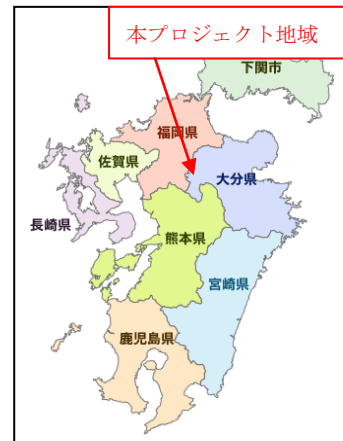 本プロジェクト地域
下関市
福岡県
佐賀県
大分県
長崎県
熊本県
宮崎県
鹿児島県